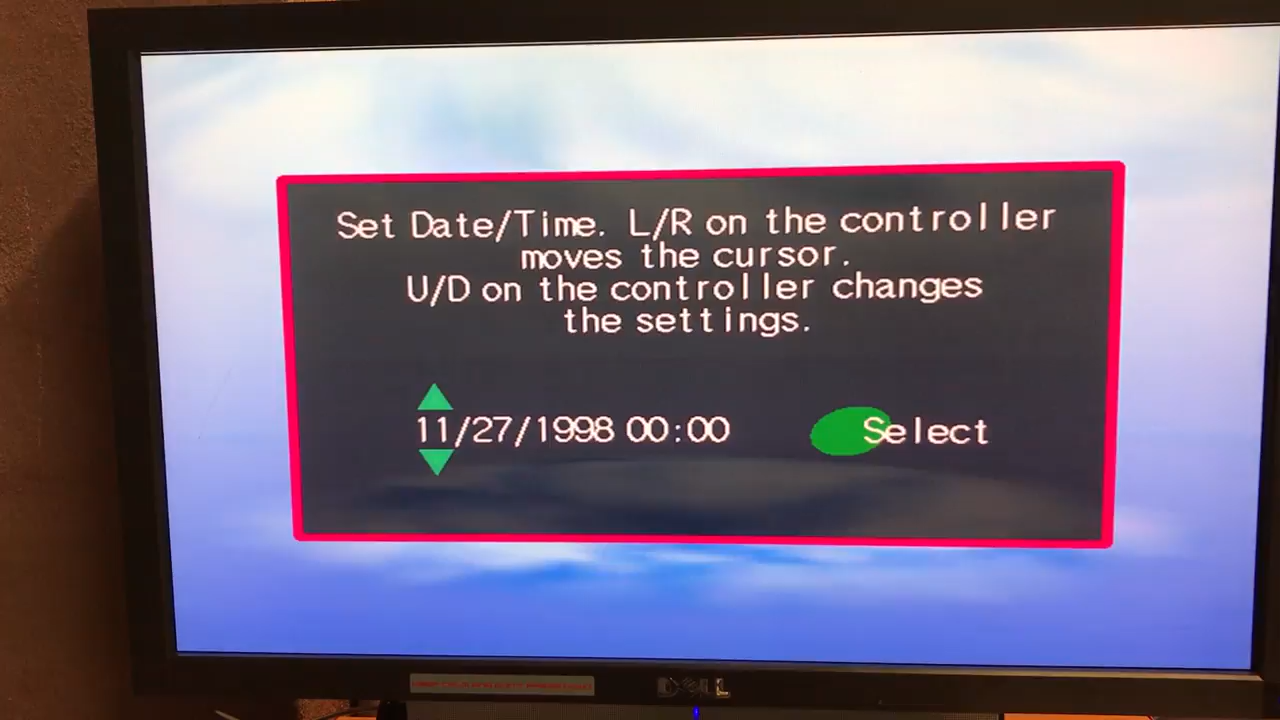 Set Date/Time. L/R on the controller
moves the cursor.
U/D on the controller changes
the settings.
11/27/1998 00:00
Select
DELL